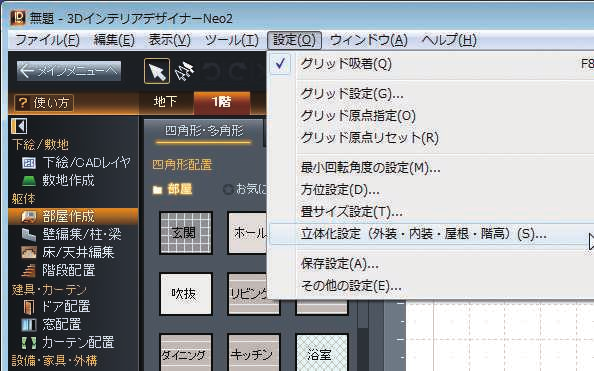 無題 - 3DインテリアデザイナーNeo2
ファイル(F) 編集(E) 表示(V) ツール(T) 設定(O) ウィンドウ(A) ヘルプ(H)
メインメニューへ
? 使い方
地下 1階
下絵/敷地
下絵/CADレイヤ
敷地作成
躯体
部屋作成
壁編集/柱・梁
床/天井編集
階段配置
建具・カーテン
ドア配置
窓配置
カーテン配置
設備・家具・外構
四角形・多角形
四角形配置
部屋 お気に
玄関 ホール
吹抜 リビング
ダイニング キッチン 浴室
グリッド吸着(Q) F8
グリッド設定(G)...
グリッド原点指定(O)
グリッド原点リセット(R)
最小回転角度の設定(M)...
方位設定(D)...
畳サイズ設定(T)...
立体化設定（外装・内装・屋根・階高）(S)...
保存設定(A)...
その他の設定(E)...